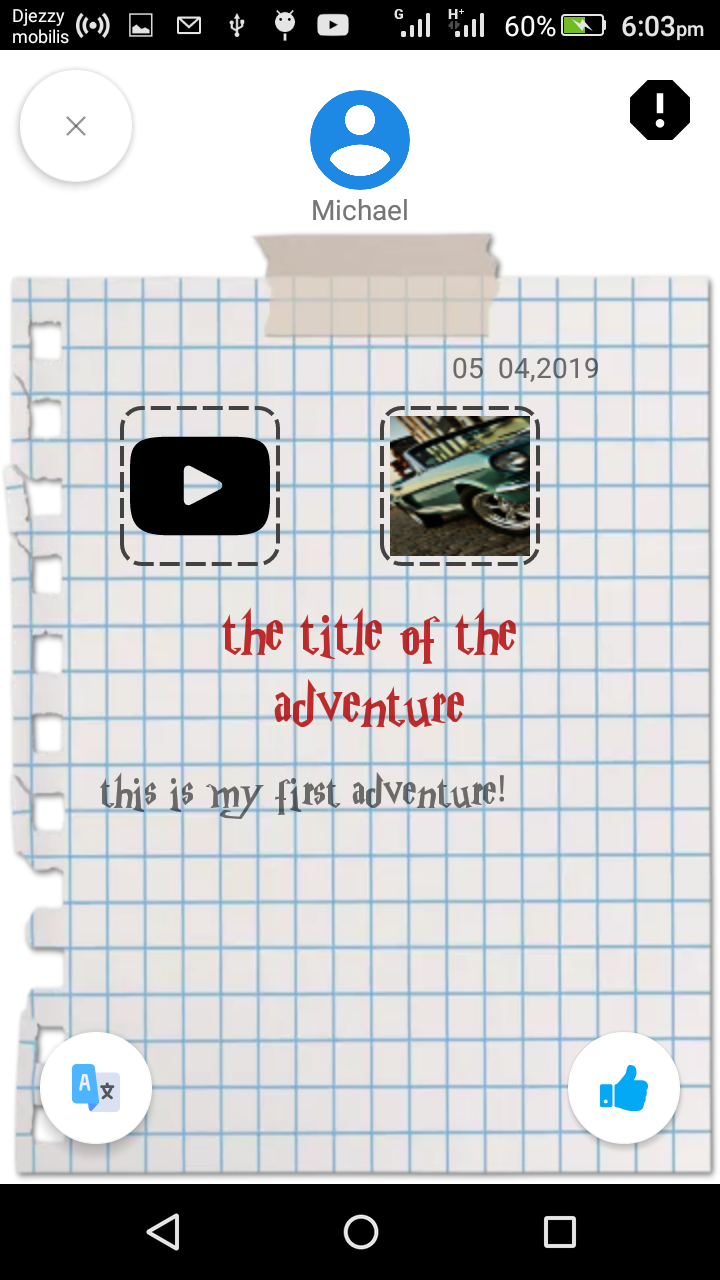 Djezzy
mobilis
G
H+
60%
6:03pm
Michael
05 04,2019
the title of the
adventure
this is my first adventure!
A
文